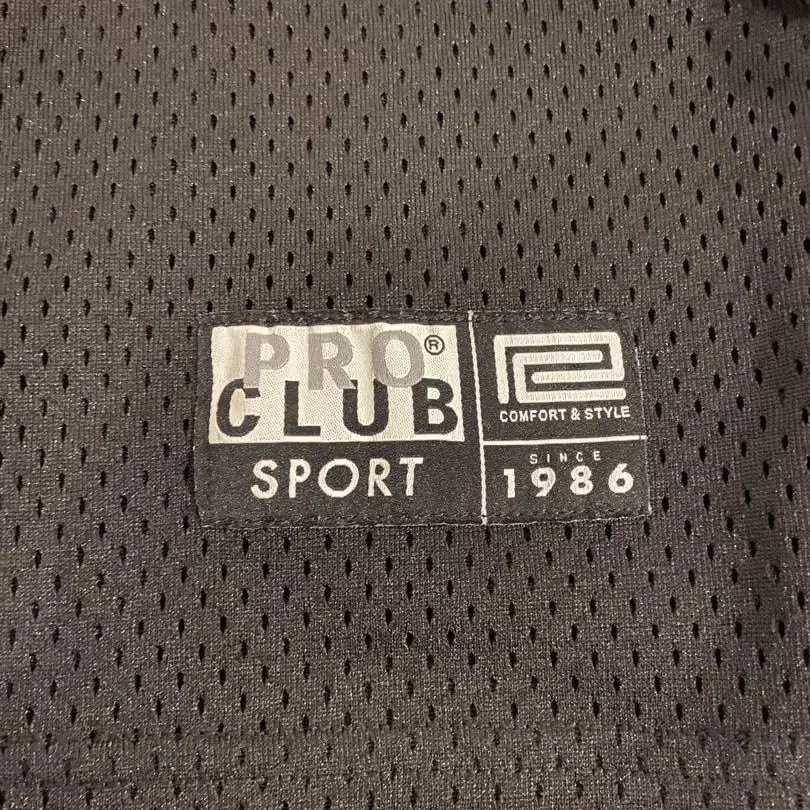 PRO®
CLUB
SPORT
COMFORT & STYLE
SINCE
1986